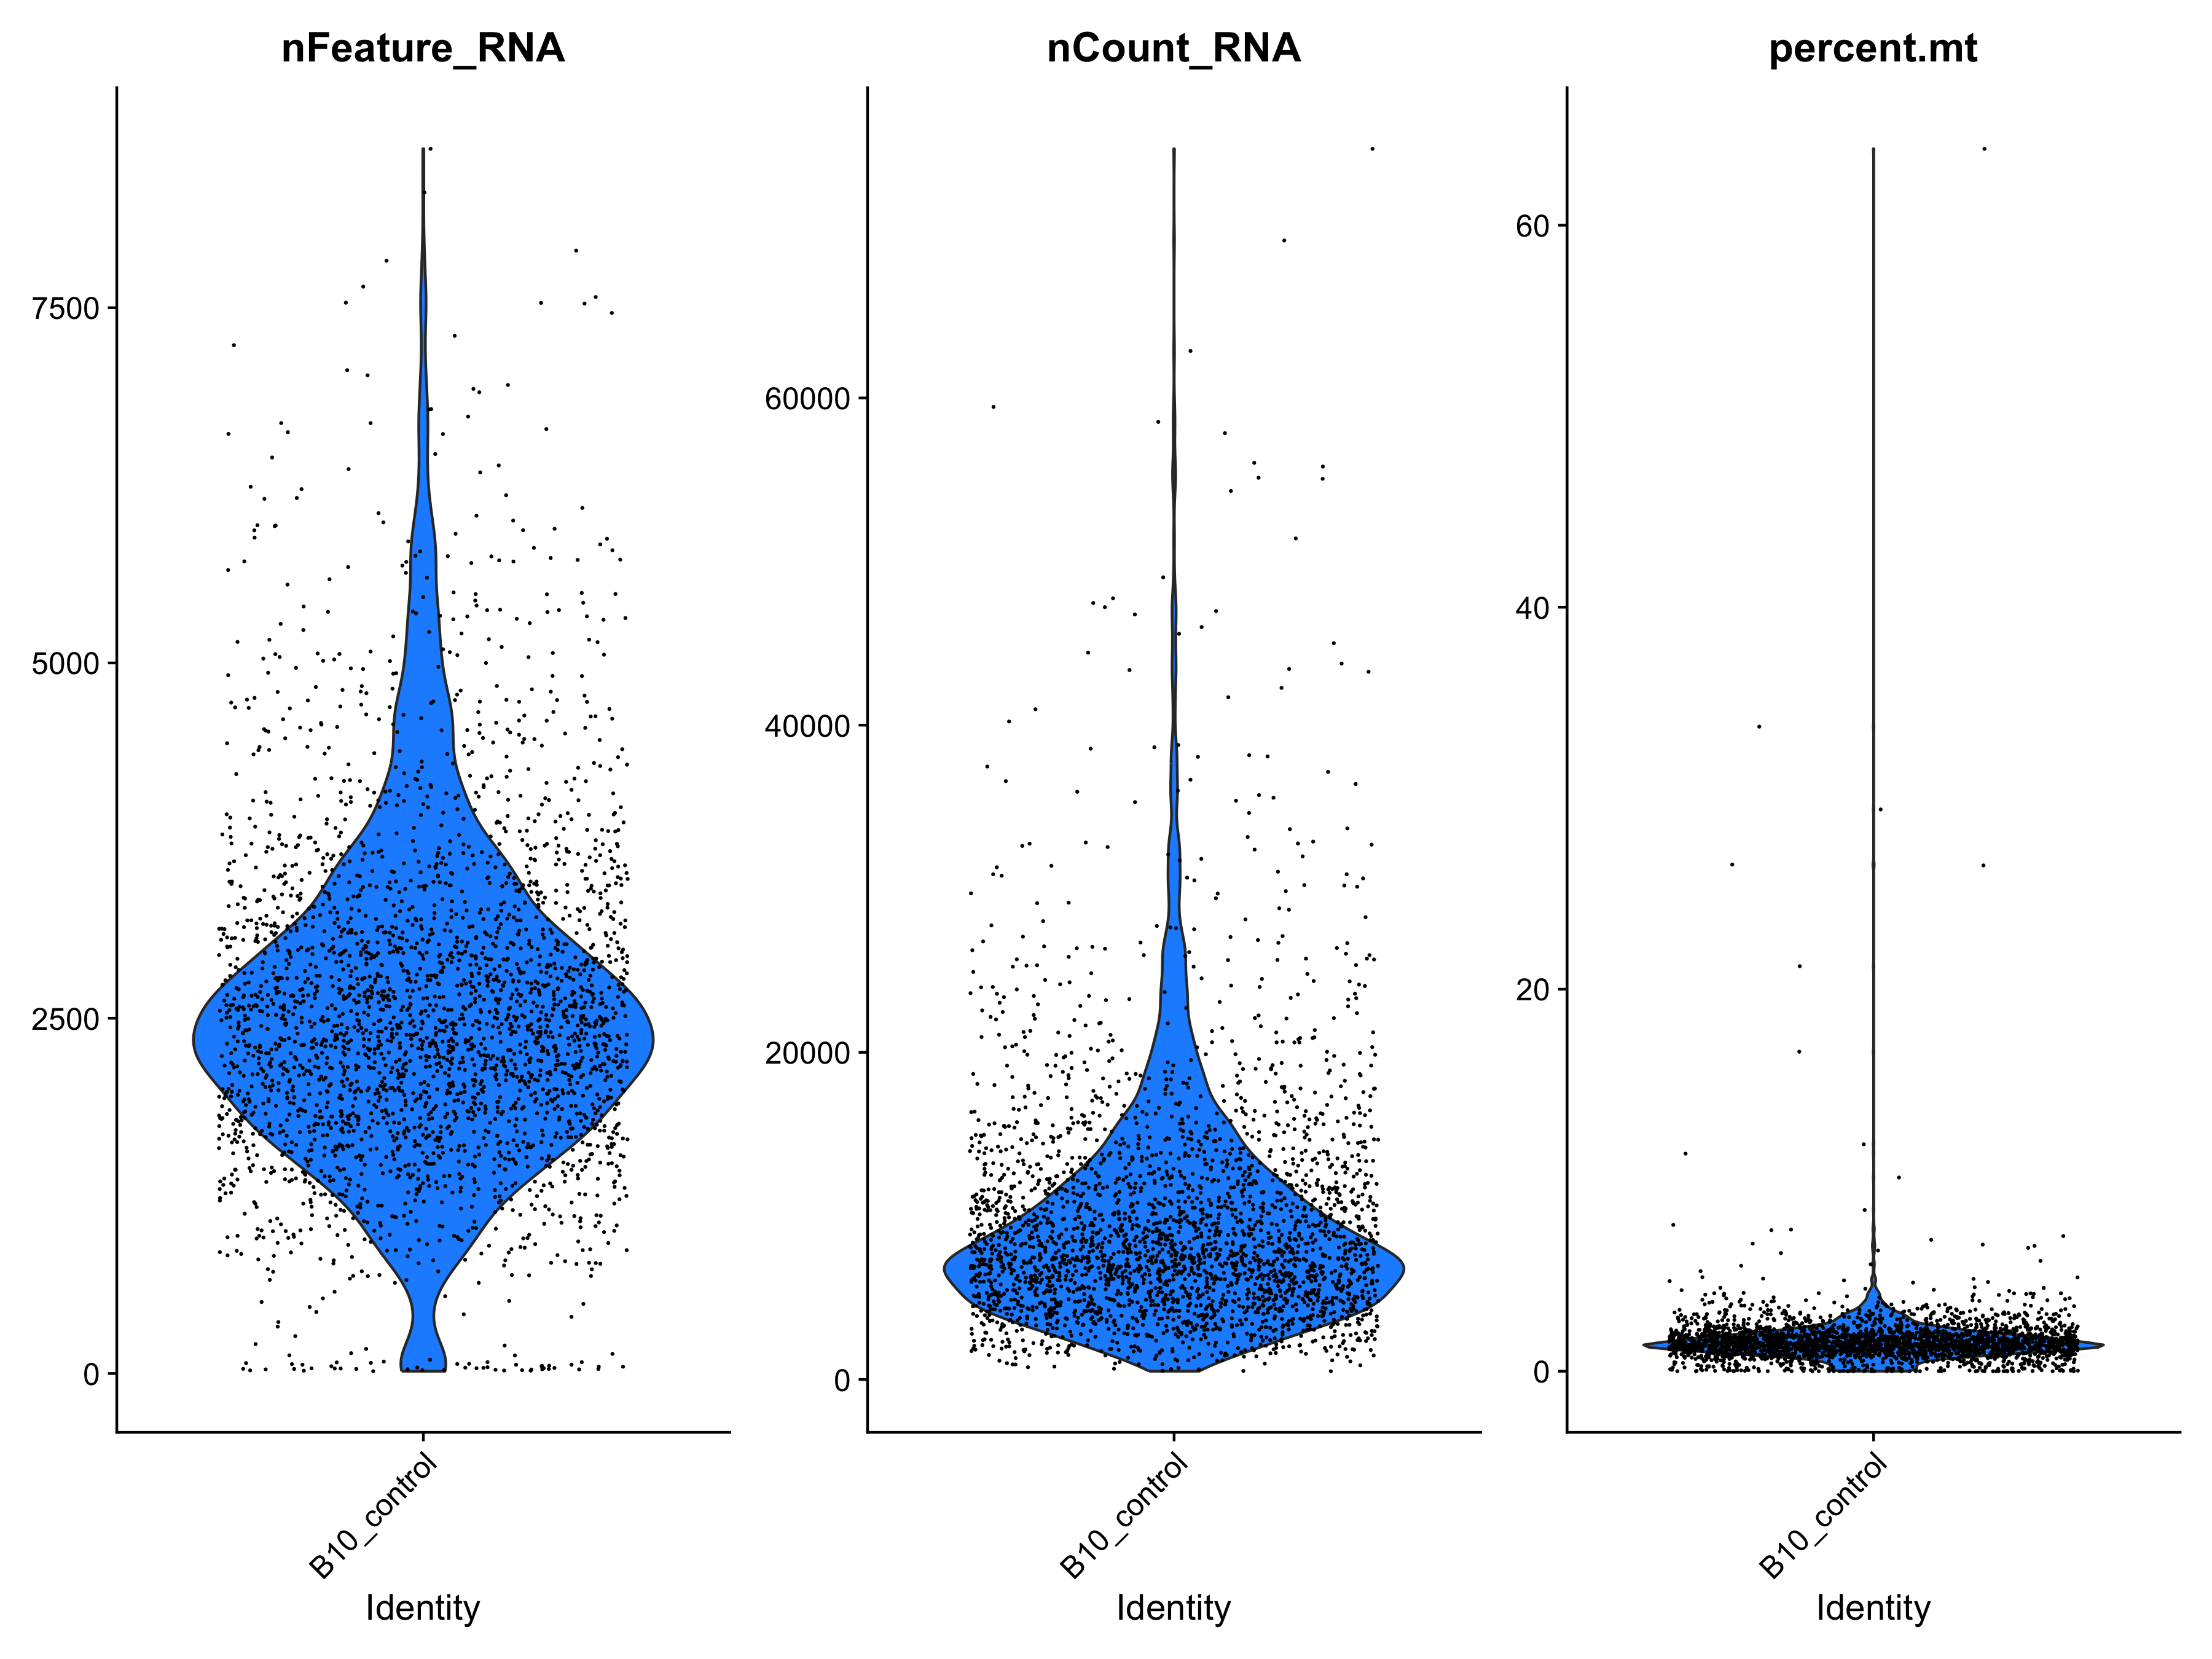 nFeature_RNA
7500
5000
2500
0
B10_control
Identity
nCount_RNA
60000
40000
20000
0
B10_control
Identity
percent.mt
60
40
20
0
B10_control
Identity